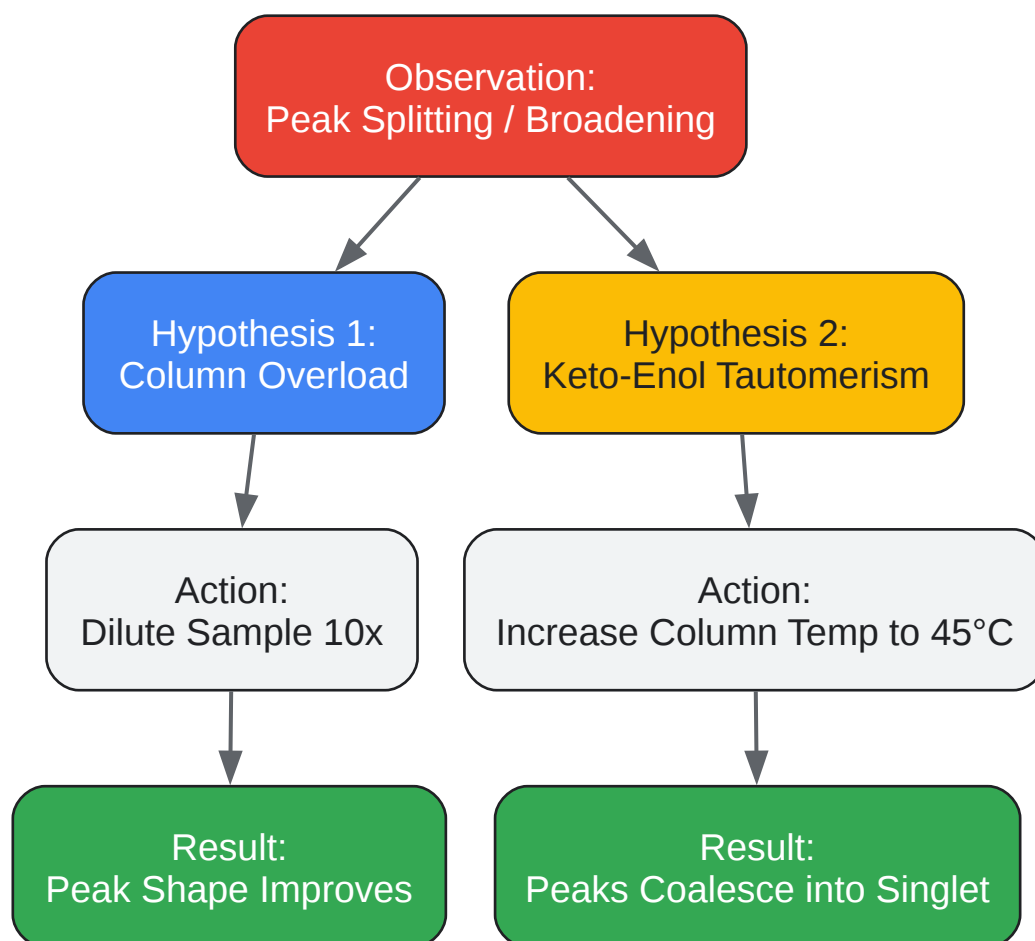 Observation:
Peak Splitting / Broadening
Hypothesis 1:
Column Overload
Hypothesis 2:
Keto-Enol Tautomerism
Action:
Dilute Sample 10x
Action:
Increase Column Temp to 45°C
Result:
Peak Shape Improves
Result:
Peaks Coalesce into Singlet